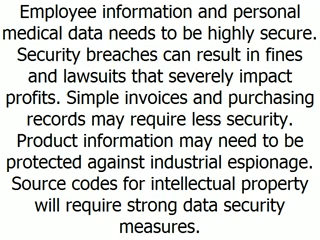 Employee information and personal
medical data needs to be highly secure.
Security breaches can result in fines
and lawsuits that severely impact
profits. Simple invoices and purchasing
records may require less security.
Product information may need to be
protected against industrial espionage.
Source codes for intellectual property
will require strong data security
measures.